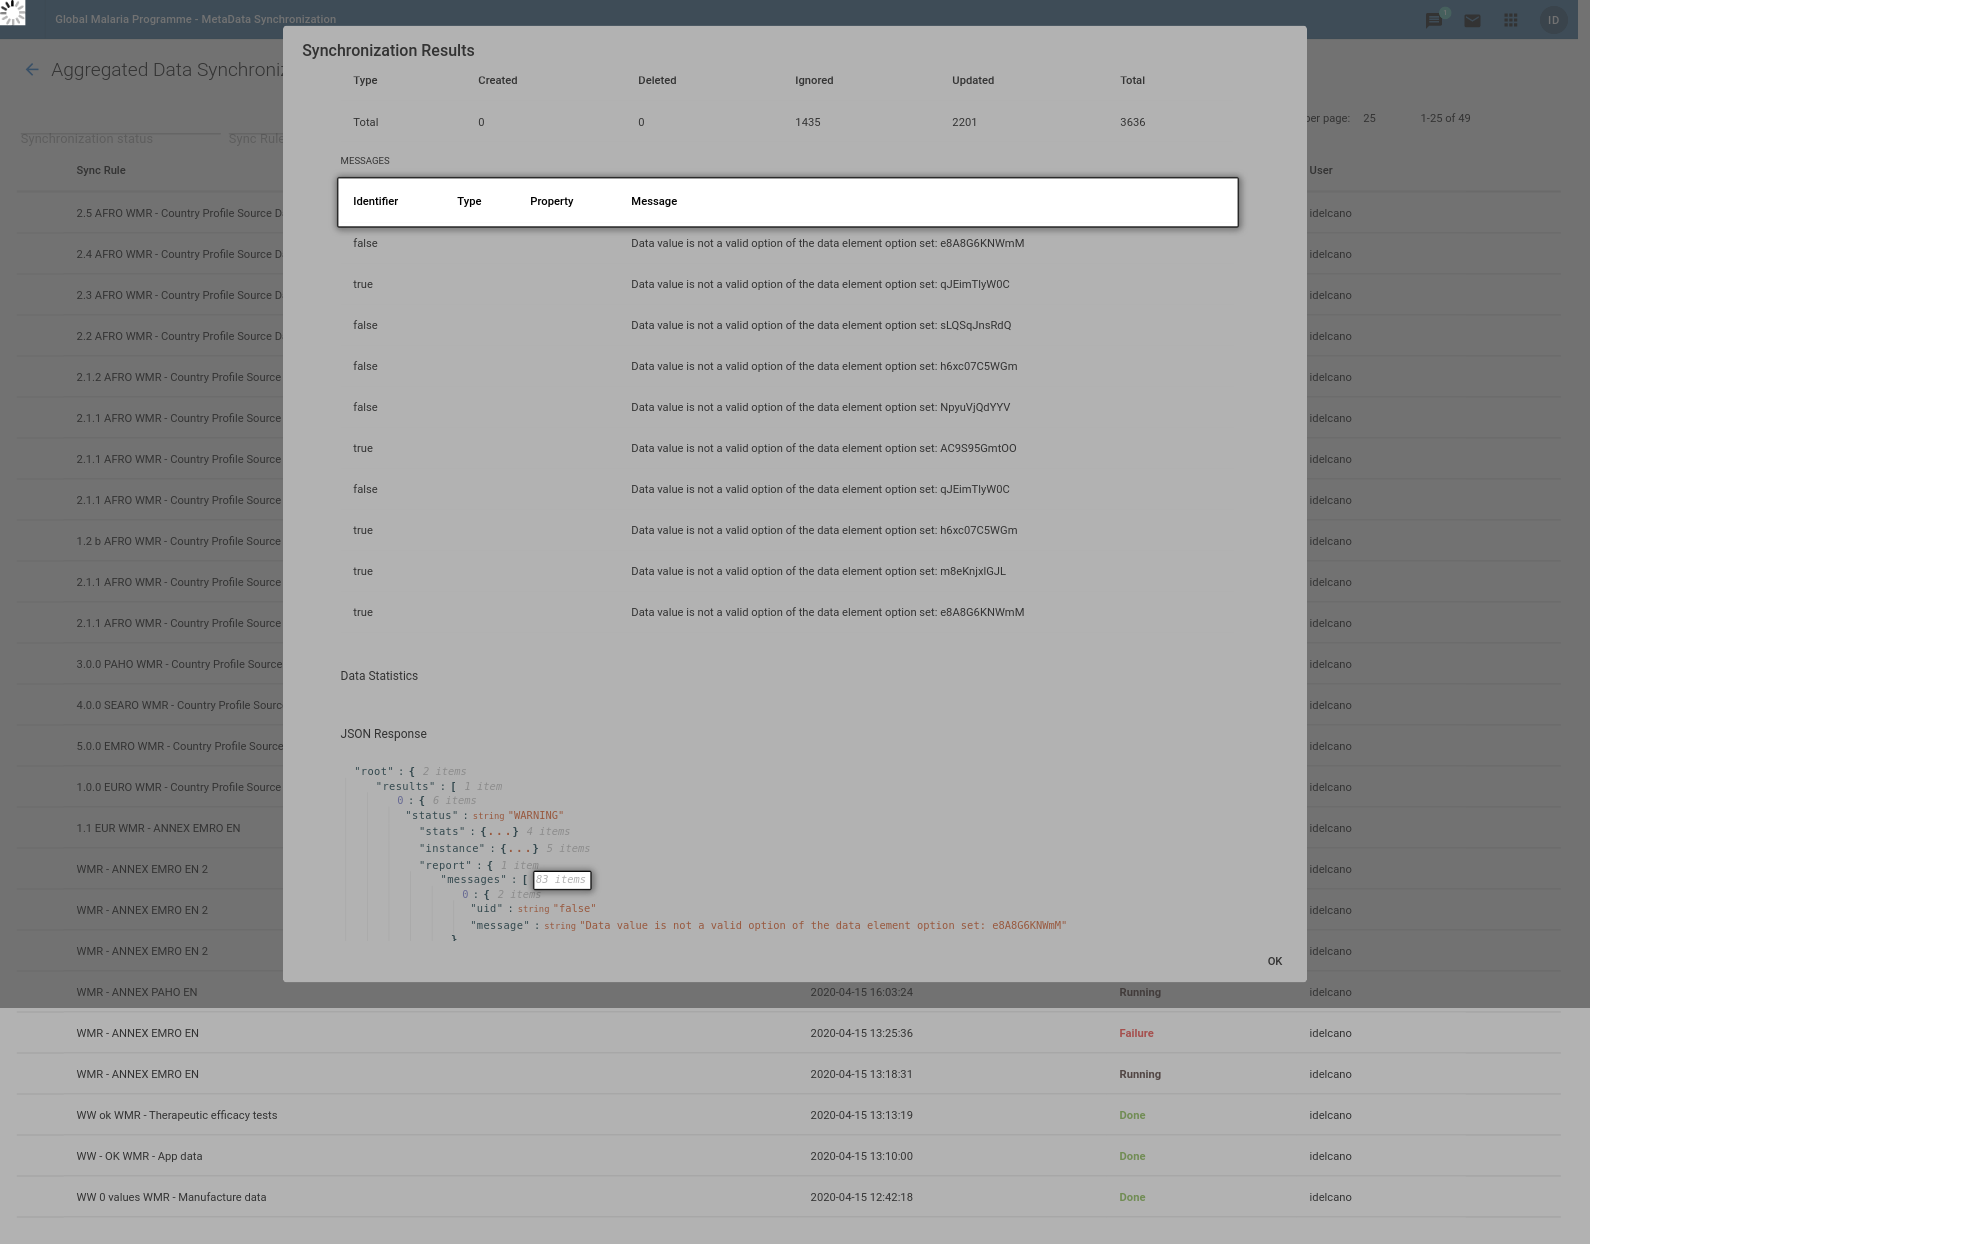 Global Malaria Programme - MetaData Synchronization
1
ID
Aggregated Data Synchroni
Synchronization Results
Type Created Deleted Ignored Updated Total
Total 0 0 1435 2201 3636
per page: 25 1-25 of 49
Synchronization status Sync Rule
MESSAGES
Sync Rule User
Identifier Type Property Message
2.5 AFRO WMR - Country Profile Source D idelcano
false Data value is not a valid option of the data element option set: e8A8G6KNWmM
2.4 AFRO WMR - Country Profile Source D idelcano
true Data value is not a valid option of the data element option set: qJEimTlyW0C
2.3 AFRO WMR - Country Profile Source D idelcano
false Data value is not a valid option of the data element option set: sLQSqJnsRdQ
2.2 AFRO WMR - Country Profile Source D idelcano
false Data value is not a valid option of the data element option set: h6xc07C5WGm
2.1.2 AFRO WMR - Country Profile Source idelcano
false Data value is not a valid option of the data element option set: NpyuVjQdYYV
2.1.1 AFRO WMR - Country Profile Source idelcano
true Data value is not a valid option of the data element option set: AC9S95GmtOO
2.1.1 AFRO WMR - Country Profile Source idelcano
false Data value is not a valid option of the data element option set: qJEimTlyW0C
2.1.1 AFRO WMR - Country Profile Source idelcano
true Data value is not a valid option of the data element option set: h6xc07C5WGm
1.2 b AFRO WMR - Country Profile Source idelcano
true Data value is not a valid option of the data element option set: m8eKnjxlGJL
2.1.1 AFRO WMR - Country Profile Source idelcano
true Data value is not a valid option of the data element option set: e8A8G6KNWmM
2.1.1 AFRO WMR - Country Profile Source idelcano
3.0.0 PAHO WMR - Country Profile Source idelcano
Data Statistics
4.0.0 SEARO WMR - Country Profile Sourc idelcano
JSON Response
5.0.0 EMRO WMR - Country Profile Source idelcano
"root" : { 2 items
"results" : [ 1 item
1.0.0 EURO WMR - Country Profile Source idelcano
0 : { 6 items
"status" : string "WARNING"
1.1 EUR WMR - ANNEX EMRO EN idelcano
"stats" : {...} 4 items
"instance" : {...} 5 items
"report" : { 1 item
WMR - ANNEX EMRO EN 2 idelcano
"messages" : [ 83 items
0 : { 2 items
"uid" : string "false"
WMR - ANNEX EMRO EN 2 idelcano
"message" : string "Data value is not a valid option of the data element option set: e8A8G6KNWmM"
}
WMR - ANNEX EMRO EN 2 idelcano
OK
WMR - ANNEX PAHO EN 2020-04-15 16:03:24 Running idelcano
WMR - ANNEX EMRO EN 2020-04-15 13:25:36 Failure idelcano
WMR - ANNEX EMRO EN 2020-04-15 13:18:31 Running idelcano
WW ok WMR - Therapeutic efficacy tests 2020-04-15 13:13:19 Done idelcano
WW - OK WMR - App data 2020-04-15 13:10:00 Done idelcano
WW 0 values WMR - Manufacture data 2020-04-15 12:42:18 Done idelcano